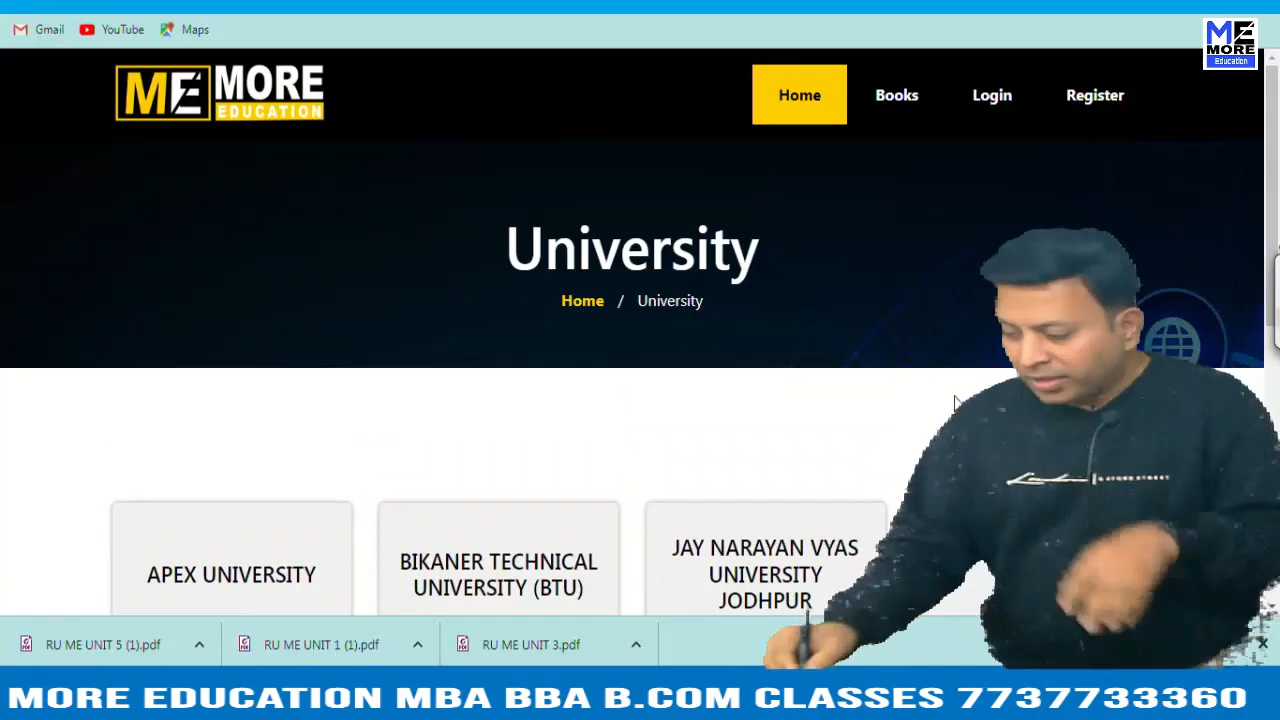 Gmail YouTube Maps
ME
MORE
Education
ME MORE
EDUCATION
Home Books Login Register
University
Home / University
APEX UNIVERSITY
BIKANER TECHNICAL
UNIVERSITY (BTU)
JAY NARAYAN VYAS
UNIVERSITY
JODHPUR
RU ME UNIT 5 (1).pdf RU ME UNIT 1 (1).pdf RU ME UNIT 3.pdf
MORE EDUCATION MBA BBA B.COM CLASSES 7737733360